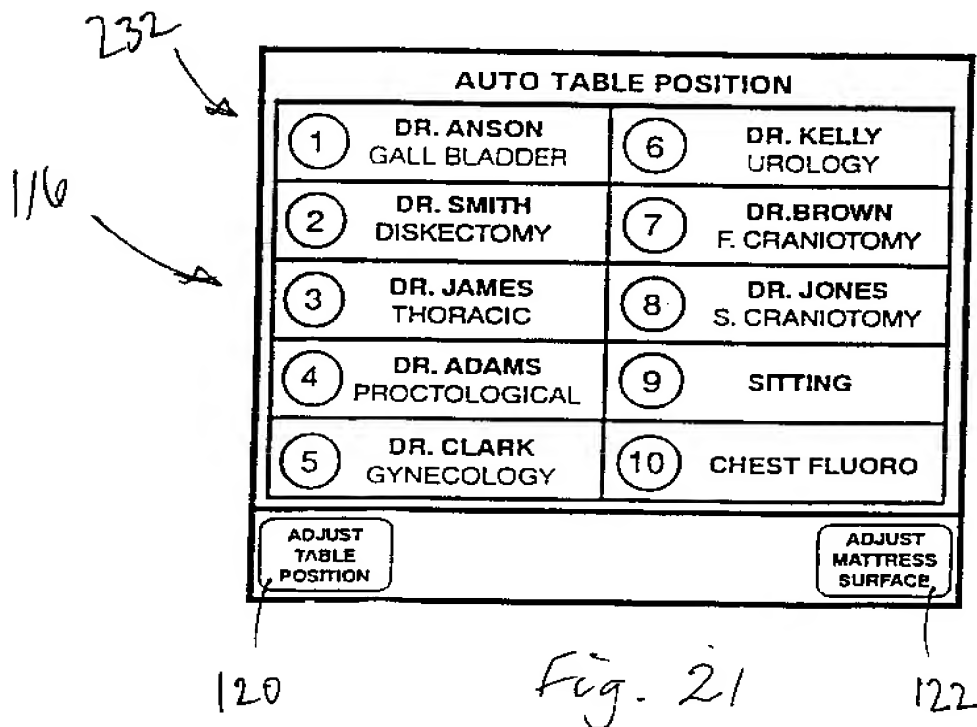 232
116
AUTO TABLE POSITION
1 DR. ANSON
GALL BLADDER
6 DR. KELLY
UROLOGY
2 DR. SMITH
DISKECTOMY
7 DR.BROWN
F. CRANIOTOMY
3 DR. JAMES
THORACIC
8 DR. JONES
S. CRANIOTOMY
4 DR. ADAMS
PROCTOLOGICAL
9 SITTING
5 DR. CLARK
GYNECOLOGY
10 CHEST FLUORO
ADJUST
TABLE
POSITION
ADJUST
MATTRESS
SURFACE
120
Fig. 21
122